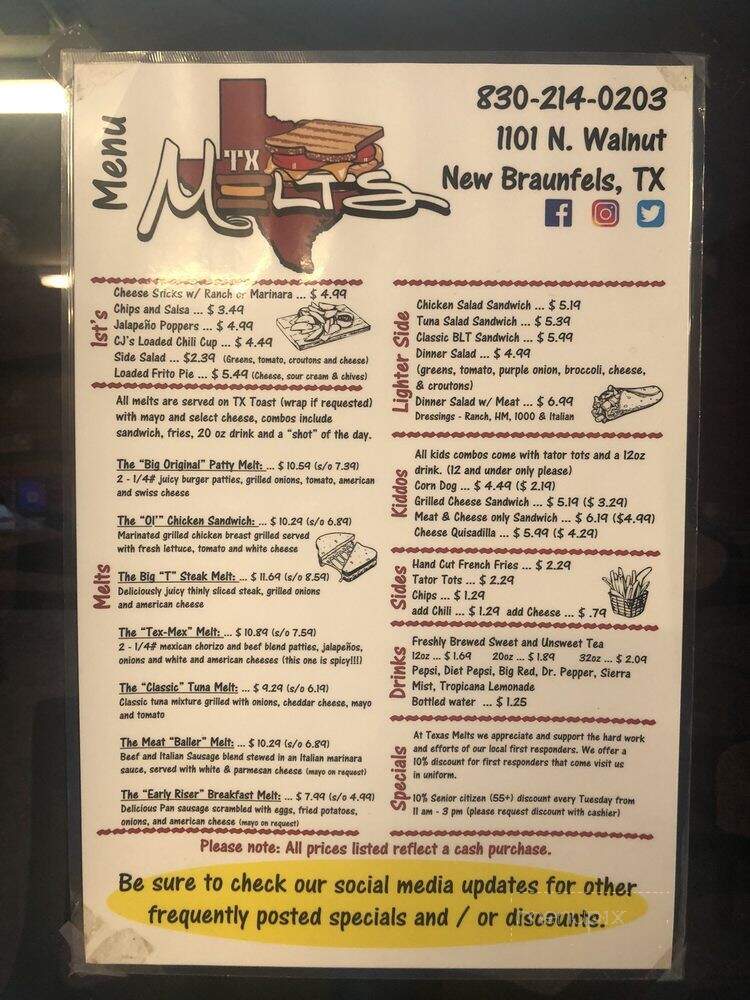 Menu
TX
MELTS
830-214-0203
1101 N. Walnut
New Braunfels, TX
1st's
Cheese Sticks w/ Ranch or Marinara ... $ 4.99
Chips and Salsa ... $ 3.49
Jalapeño Poppers ... $ 4.99
CJ's Loaded Chili Cup ... $ 4.49
Side Salad ... $2.39 (Greens, tomato, croutons and cheese)
Loaded Frito Pie ... $ 5.49 (Cheese, sour cream & chives)
Melts
All melts are served on TX Toast (wrap if requested)
with mayo and select cheese, combos include
sandwich, fries, 20 oz drink and a "shot" of the day.
The "Big Original" Patty Melt: ... $ 10.59 (s/o 7.39)
2 - 1/4# juicy burger patties, grilled onions, tomato, american
and swiss cheese
The "Ol'" Chicken Sandwich: ... $ 10.29 (s/o 6.89)
Marinated grilled chicken breast grilled served
with fresh lettuce, tomato and white cheese
The Big "T" Steak Melt: ... $ 11.69 (s/o 8.59)
Deliciously juicy thinly sliced steak, grilled onions
and american cheese
The "Tex-Mex" Melt: ... $ 10.89 (s/o 7.59)
2 - 1/4# mexican chorizo and beef blend patties, jalapeños,
onions and white and american cheeses (this one is spicy!!!)
The "Classic" Tuna Melt: ... $ 9.29 (s/o 6.19)
Classic tuna mixture grilled with onions, cheddar cheese, mayo
and tomato
The Meat "Baller" Melt: ... $ 10.29 (s/o 6.89)
Beef and Italian Sausage blend stewed in an Italian marinara
sauce, served with white & parmesan cheese (mayo on request)
The "Early Riser" Breakfast Melt: ... $ 7.99 (s/o 4.99)
Delicious Pan sausage scrambled with eggs, fried potatoes,
onions, and american cheese (mayo on request)
Lighter Side
Chicken Salad Sandwich ... $ 5.19
Tuna Salad Sandwich ... $ 5.39
Classic BLT Sandwich ... $ 5.99
Dinner Salad ... $ 4.99
(greens, tomato, purple onion, broccoli, cheese,
& croutons)
Dinner Salad w/ Meat ... $ 6.99
Dressings - Ranch, HM, 1000 & Italian
Kiddos
All kids combos come with tator tots and a 12oz
drink. (12 and under only please)
Corn Dog ... $ 4.49 ($ 2.19)
Grilled Cheese Sandwich ... $ 5.19 ($ 3.29)
Meat & Cheese only Sandwich ... $ 6.19 ($4.99)
Cheese Quisadilla ... $ 5.99 ($ 4.29)
Sides
Hand Cut French Fries ... $ 2.29
Tator Tots ... $ 2.29
Chips ... $ 1.29
add Chili ... $ 1.29 add Cheese ... $ .79
Drinks
Freshly Brewed Sweet and Unsweet Tea
12oz ... $ 1.69 20oz ... $ 1.89 32oz ... $ 2.09
Pepsi, Diet Pepsi, Big Red, Dr. Pepper, Sierra
Mist, Tropicana Lemonade
Bottled water ... $ 1.25
Specials
At Texas Melts we appreciate and support the hard work
and efforts of our local first responders. We offer a
10% discount for first responders that come visit us
in uniform.
10% Senior citizen (55+) discount every Tuesday from
11 am - 3 pm (please request discount with cashier)
Please note: All prices listed reflect a cash purchase.
Be sure to check our social media updates for other
frequently posted specials and / or discounts.